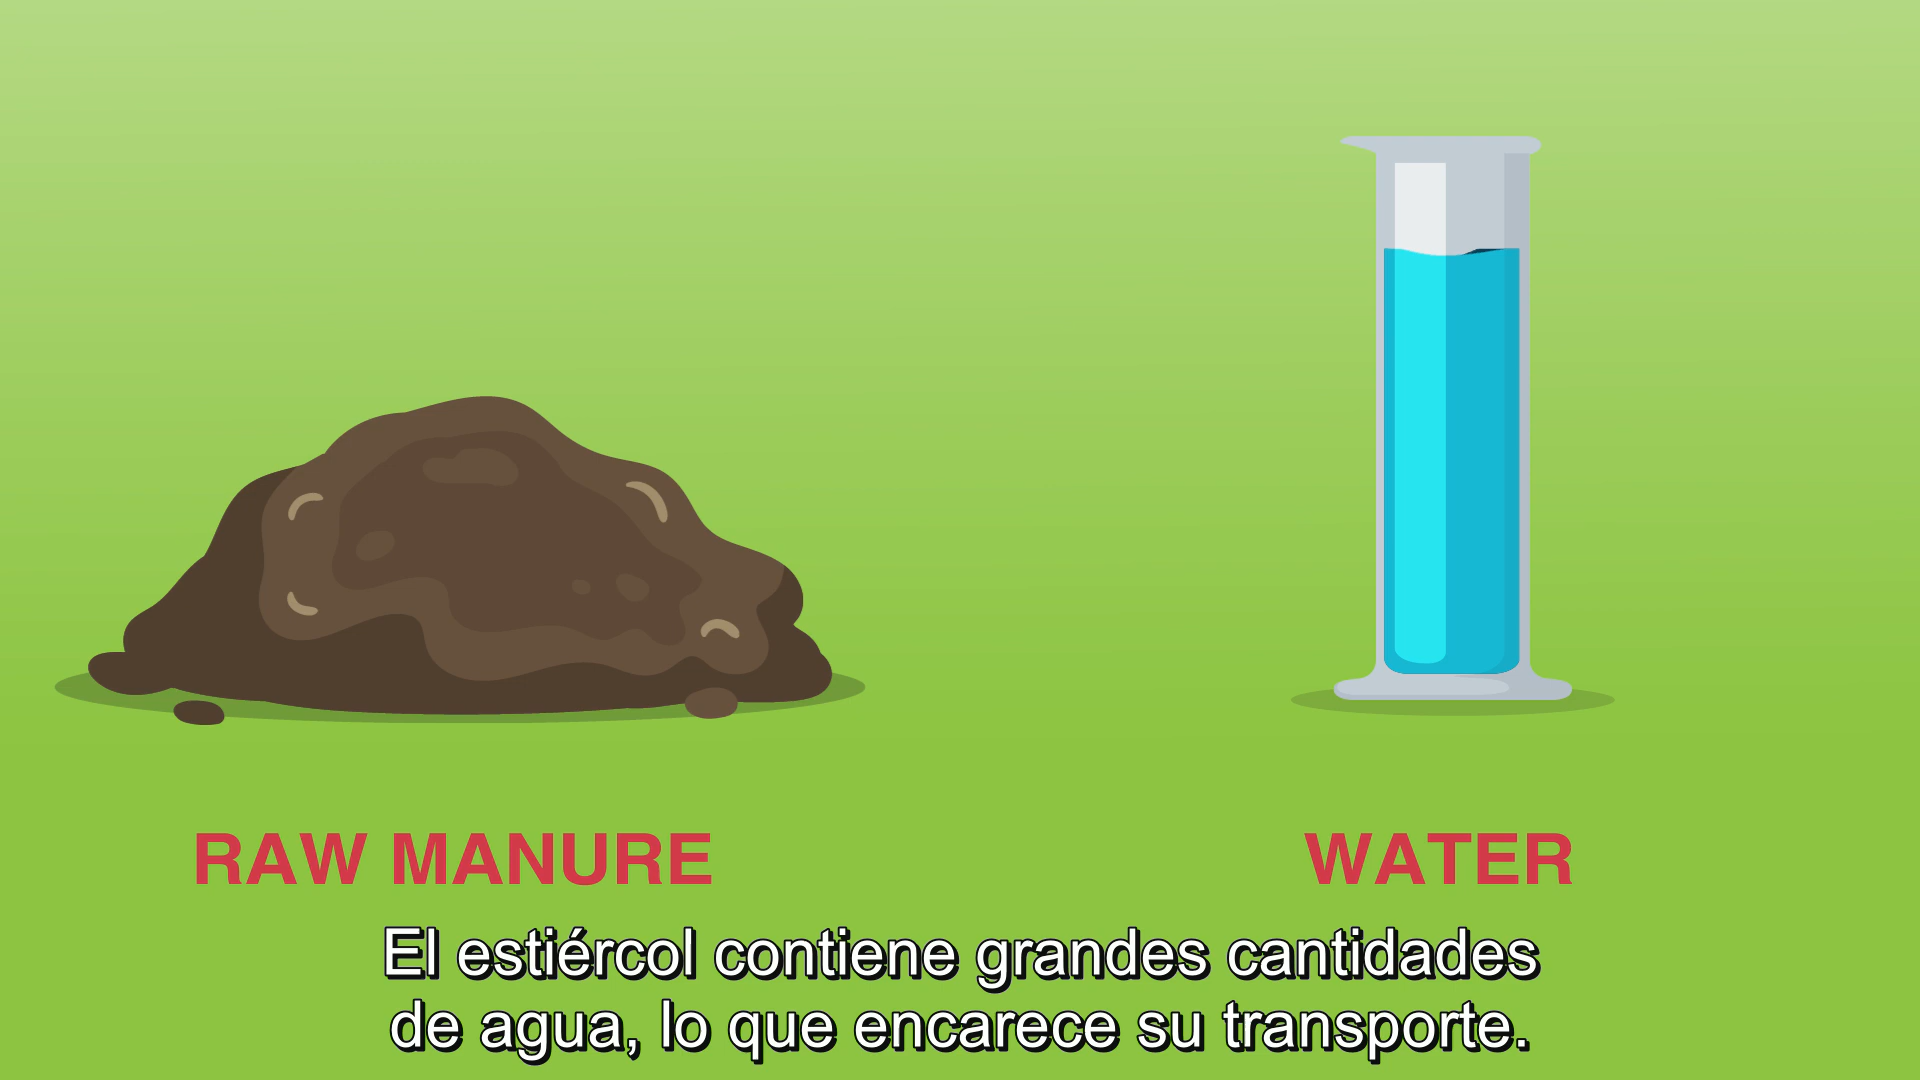 RAW MANURE
WATER
El estiércol contiene grandes cantidades
de agua, lo que encarece su transporte.